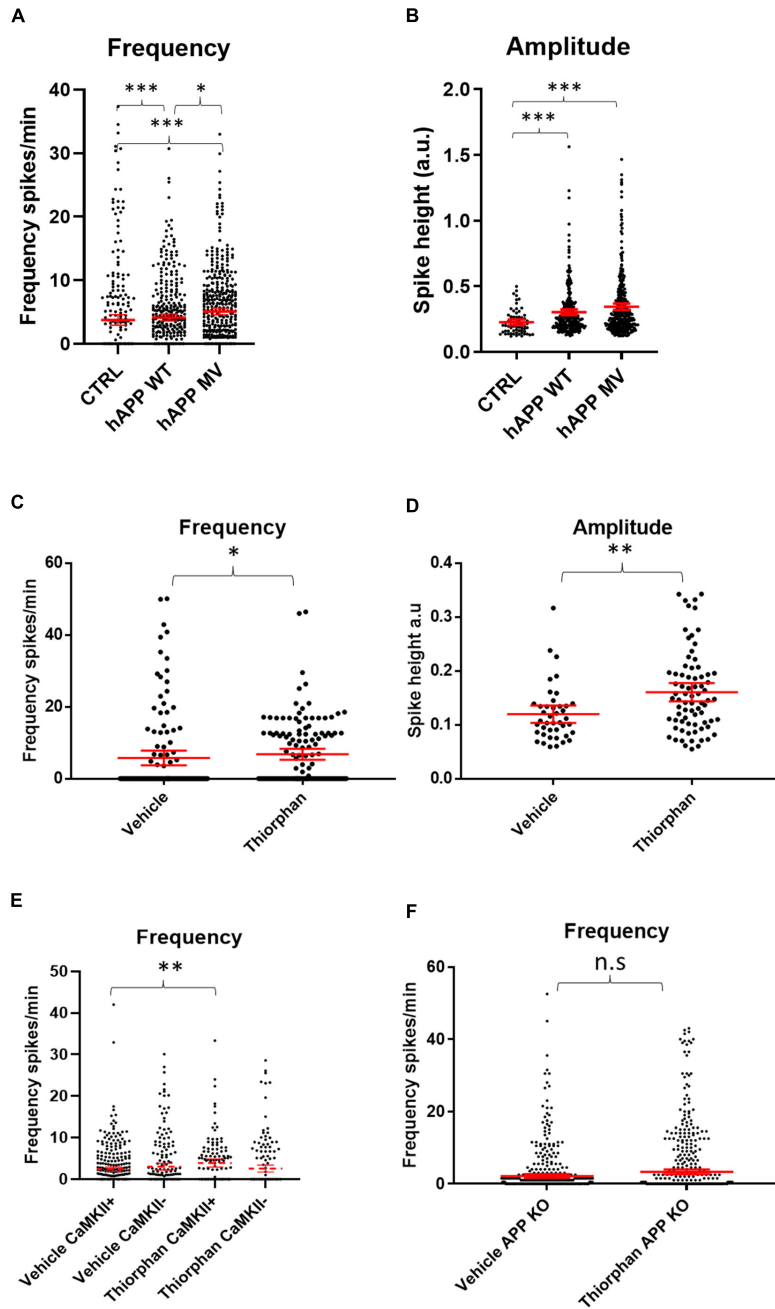 A
B
Frequency
Amplitude
Frequency spikes/min
40
30
20
10
0
***
*
***
CTRL
hAPP WT
hAPP MV
Spike height (a.u.)
2.0
1.5
1.0
0.5
0.0
***
***
CTRL
hAPP WT
hAPP MV
C
D
Frequency
Amplitude
Frequency spikes/min
60
40
20
0
*
Vehicle
Thiorphan
Spike height a.u
0.4
0.3
0.2
0.1
0.0
**
Vehicle
Thiorphan
E
F
Frequency
Frequency
Frequency spikes/min
50
40
30
20
10
0
**
Vehicle CaMKII+
Vehicle CaMKII-
Thiorphan CaMKII+
Thiorphan CaMKII-
Frequency spikes/min
60
40
20
0
n.s
Vehicle APP KO
Thiorphan APP KO